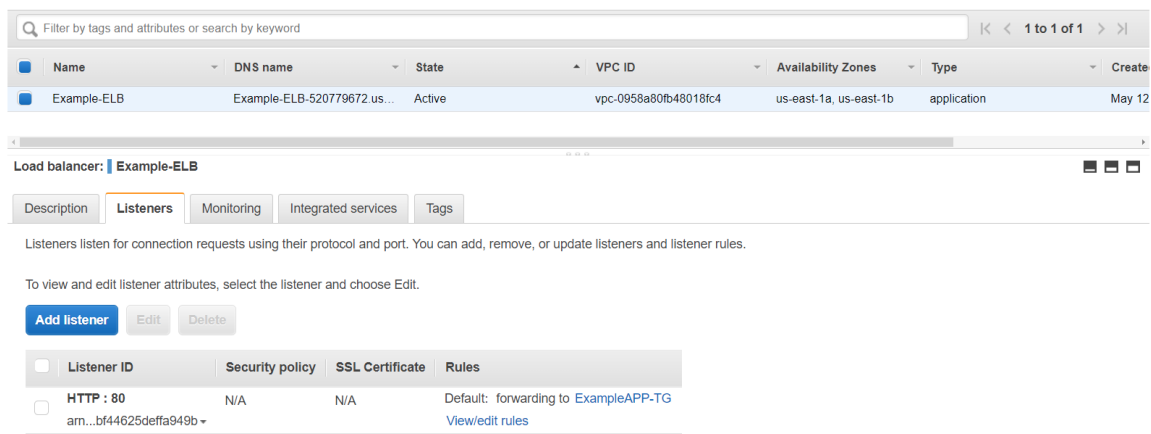 Filter by tags and attributes or search by keyword 1 to 1 of 1
Name DNS name State VPC ID Availability Zones Type Create
Example-ELB Example-ELB-520779672.us... Active vpc-0958a80fb48018fc4 us-east-1a, us-east-1b application May 12
Load balancer: Example-ELB
Description Listeners Monitoring Integrated services Tags
Listeners listen for connection requests using their protocol and port. You can add, remove, or update listeners and listener rules.
To view and edit listener attributes, select the listener and choose Edit.
Add listener Edit Delete
Listener ID Security policy SSL Certificate Rules
HTTP : 80 N/A N/A Default: forwarding to ExampleAPP-TG
arn...bf44625deffa949b View/edit rules